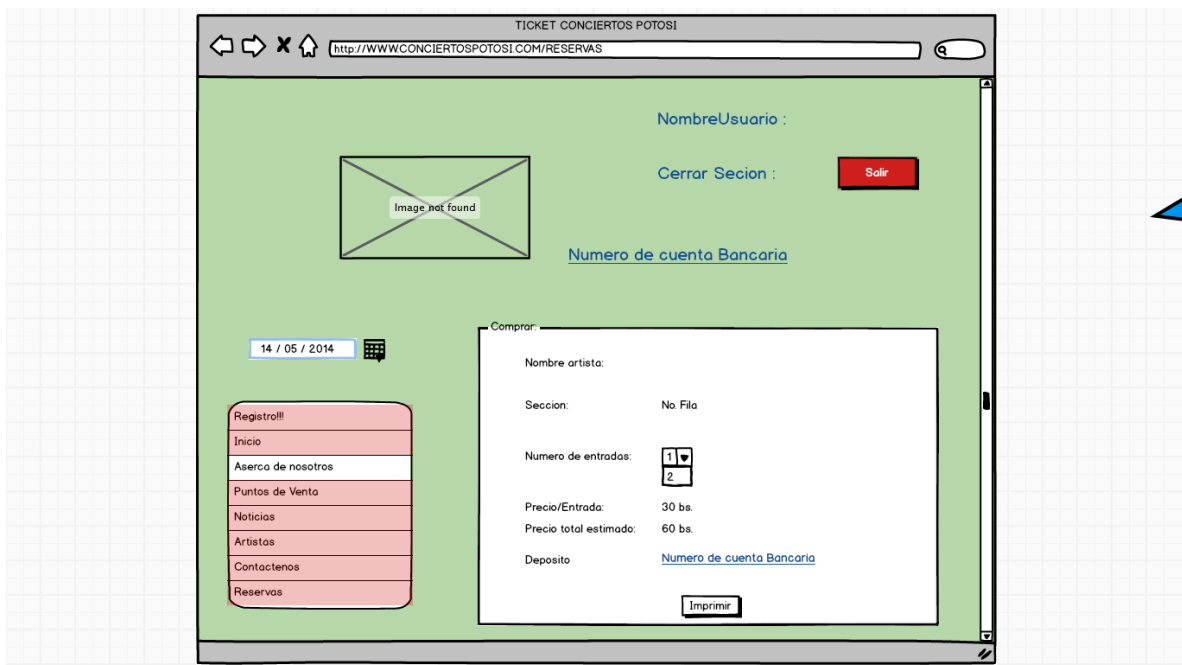 TICKET CONCIERTOS POTOSI
http://WWW.CONCIERTOSPOTOSI.COM/RESERVAS
NombreUsuario :
Cerrar Secion :
Salir
Image not found
Numero de cuenta Bancaria
14 / 05 / 2014
Registro!!!
Inicio
Aserca de nosotros
Puntos de Venta
Noticias
Artistas
Contactenos
Reservas
Comprar:
Nombre artista:
Seccion: No. Fila
Numero de entradas: 1
2
Precio/Entrada: 30 bs.
Precio total estimado: 60 bs.
Deposito Numero de cuenta Bancaria
Imprimir